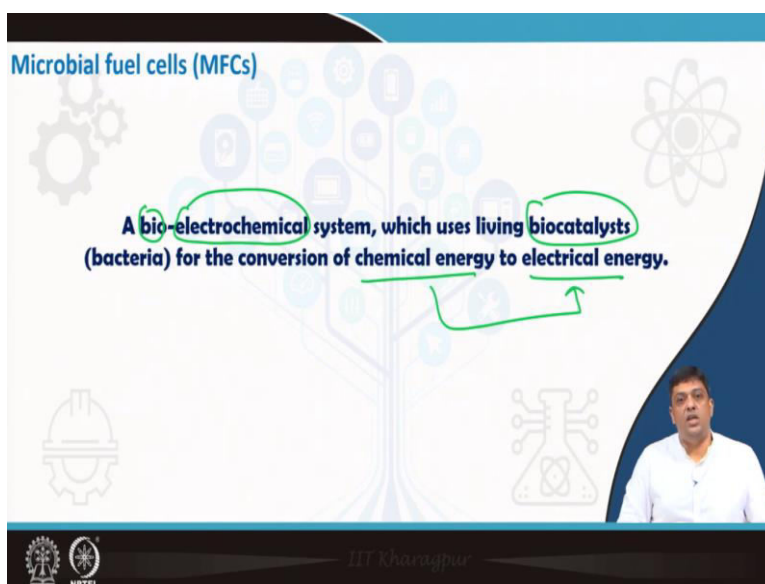 Microbial fuel cells (MFCs)
A bio-electrochemical system, which uses living biocatalysts
(bacteria) for the conversion of chemical energy to electrical energy.
IIT Kharagpur
NPTEL